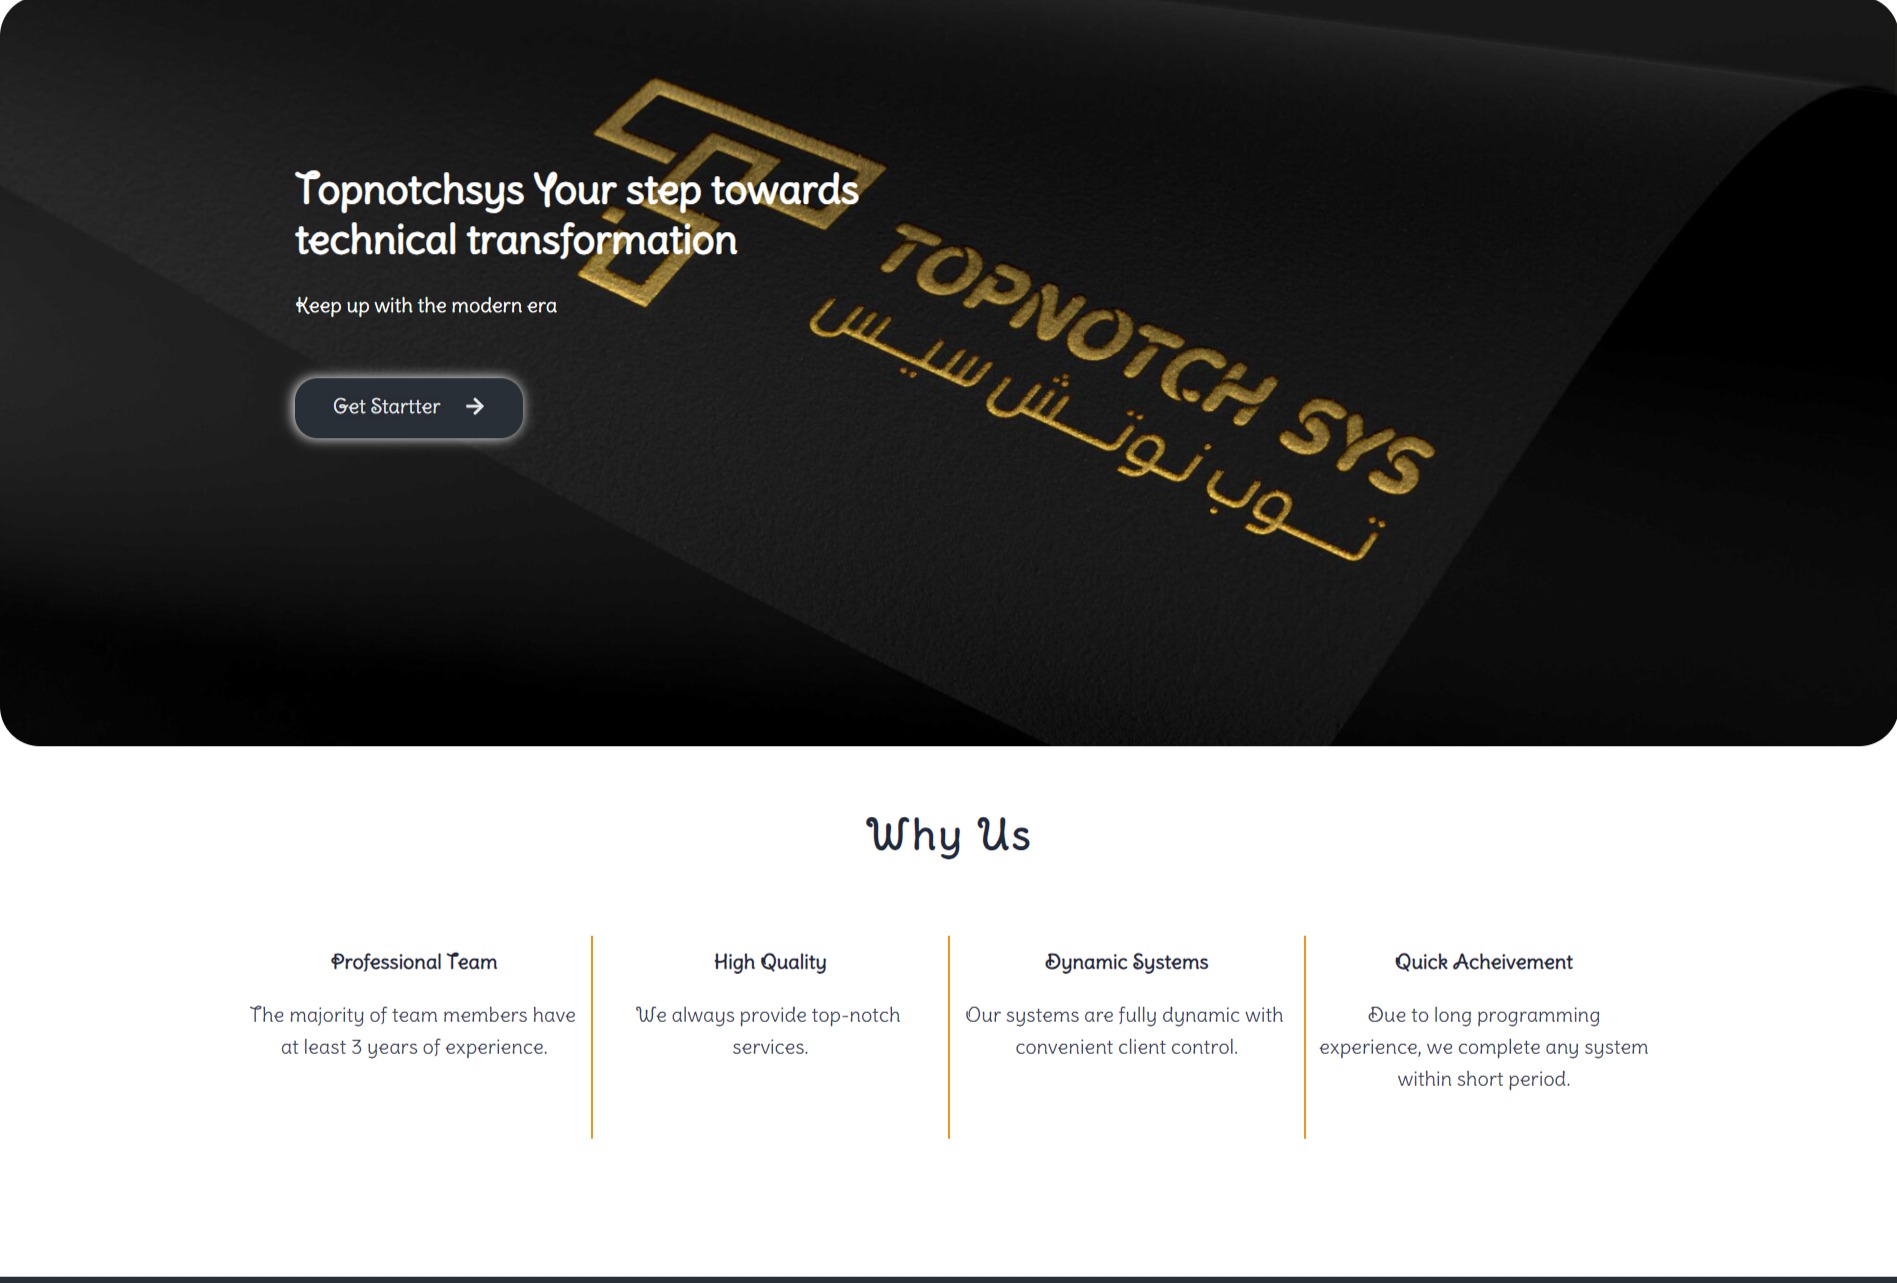 Topnotchsys Your step towards
technical transformation
Keep up with the modern era
Get Startter
TOPNOTCH SYS
توب نوتش سيس
Why Us
Professional Team
The majority of team members have
at least 3 years of experience.
High Quality
We always provide top-notch
services.
Dynamic Systems
Our systems are fully dynamic with
convenient client control.
Quick Acheivement
Due to long programming
experience, we complete any system
within short period.